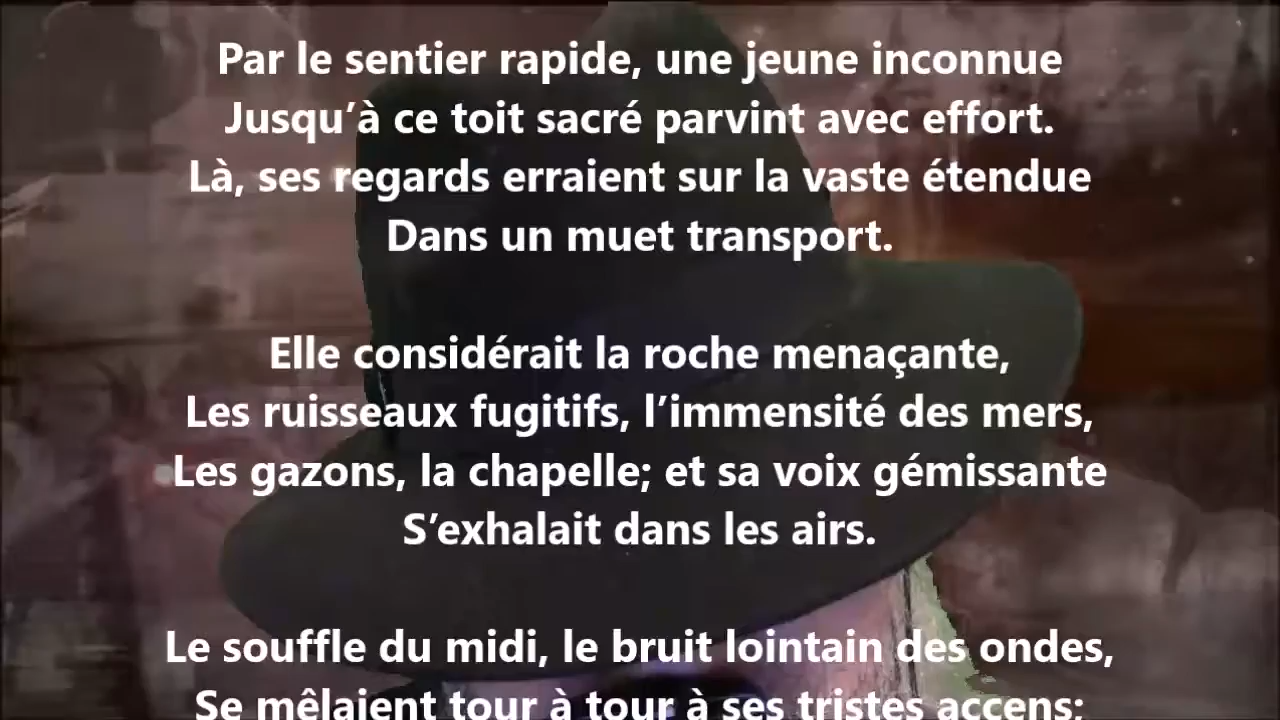 Par le sentier rapide, une jeune inconnue
Jusqu’à ce toit sacré parvint avec effort.
Là, ses regards erraient sur la vaste étendue
Dans un muet transport.
Elle considérait la roche menaçante,
Les ruisseaux fugitifs, l’immensité des mers,
Les gazons, la chapelle; et sa voix gémissante
S’exhalait dans les airs.
Le souffle du midi, le bruit lointain des ondes,
Se mêlaient tour à tour à ses tristes accens;